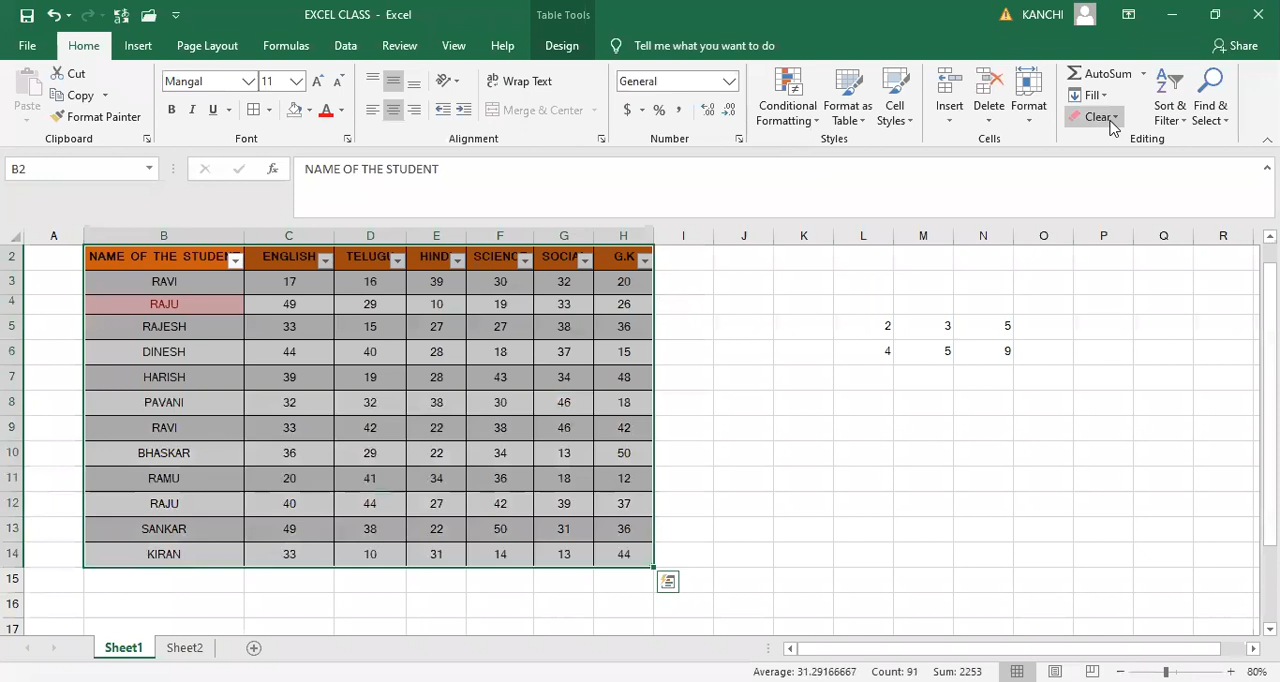 EXCEL CLASS - Excel
Table Tools
KANCHI
File Home Insert Page Layout Formulas Data Review View Help Design Tell me what you want to do Share
Paste
Cut
Copy
Format Painter
Clipboard
Mangal 11
B I U A
Font
Wrap Text
Merge & Center
Alignment
General
$ % ,
Number
Conditional Formatting
Format as Table
Cell Styles
Styles
Insert Delete Format
Cells
AutoSum
Fill
Clear
Sort & Filter
Find & Select
Editing
B2 fx NAME OF THE STUDENT
A B C D E F G H I J K L M N O P Q R
2 NAME OF THE STUDEN ENGLISH TELUGU HIND SCIENC SOCIA G.K
3 RAVI 17 16 39 30 32 20
4 RAJU 49 29 10 19 33 26
5 RAJESH 33 15 27 27 38 36 2 3 5
6 DINESH 44 40 28 18 37 15 4 5 9
7 HARISH 39 19 28 43 34 48
8 PAVANI 32 32 38 30 46 18
9 RAVI 33 42 22 38 46 42
10 BHASKAR 36 29 22 34 13 50
11 RAMU 20 41 34 36 18 12
12 RAJU 40 44 27 42 39 37
13 SANKAR 49 38 22 50 31 36
14 KIRAN 33 10 31 14 13 44
15
16
17
Sheet1 Sheet2
Average: 31.29166667 Count: 91 Sum: 2253 80%